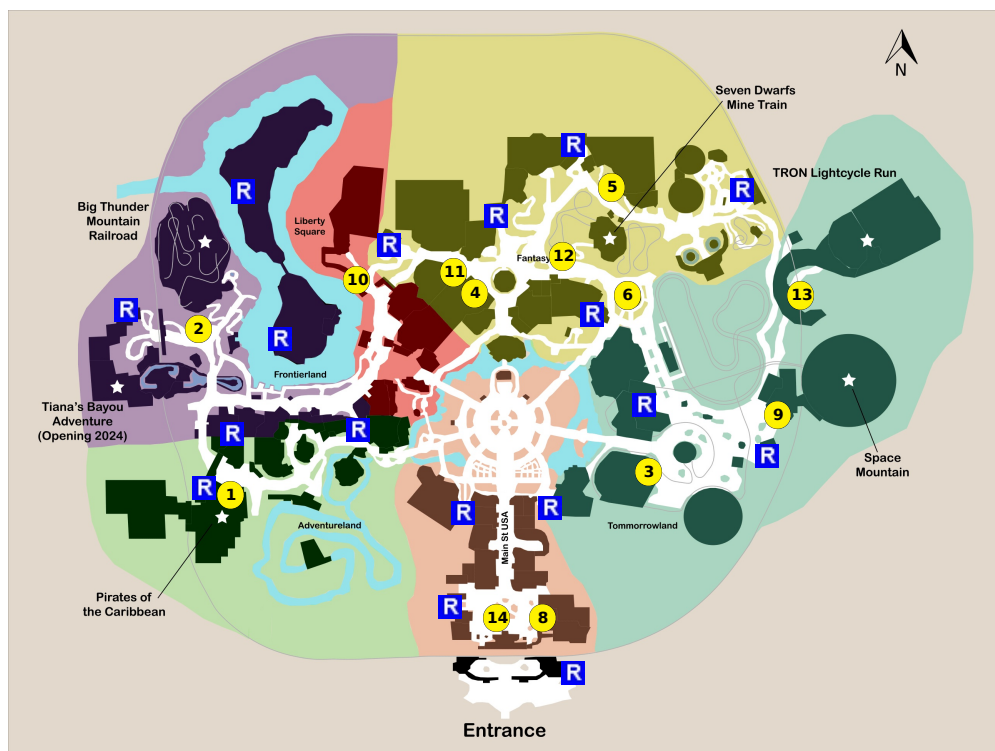 N
Seven Dwarfs
Mine Train
R
R
TRON Lightcycle Run
5
R
R
Big Thunder
Mountain
Railroad
Liberty
Square
R
R
Fantasy
12
11
10
4
6
13
R
R
R
2
Frontierland
Tiana's Bayou
Adventure
(Opening 2024)
R
9
R
R
R
Space
Mountain
3
R
1
R
R
Adventureland
Main St USA
Tommorrowland
Pirates of
the Caribbean
R
14
8
R
Entrance